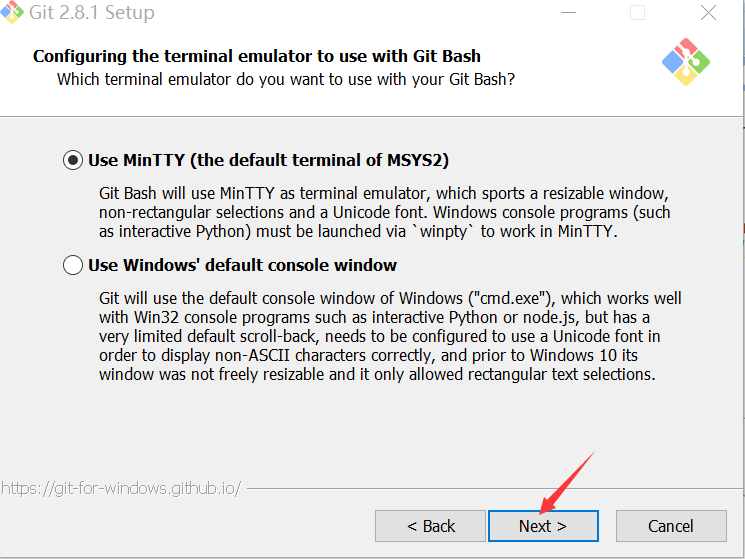 Git 2.8.1 Setup
Configuring the terminal emulator to use with Git Bash
Which terminal emulator do you want to use with your Git Bash?
Use MinTTY (the default terminal of MSYS2)
Git Bash will use MinTTY as terminal emulator, which sports a resizable window,
non-rectangular selections and a Unicode font. Windows console programs (such
as interactive Python) must be launched via `winpty` to work in MinTTY.
Use Windows' default console window
Git will use the default console window of Windows ("cmd.exe"), which works well
with Win32 console programs such as interactive Python or node.js, but has a
very limited default scroll-back, needs to be configured to use a Unicode font in
order to display non-ASCII characters correctly, and prior to Windows 10 its
window was not freely resizable and it only allowed rectangular text selections.
https://git-for-windows.github.io/
< Back
Next >
Cancel